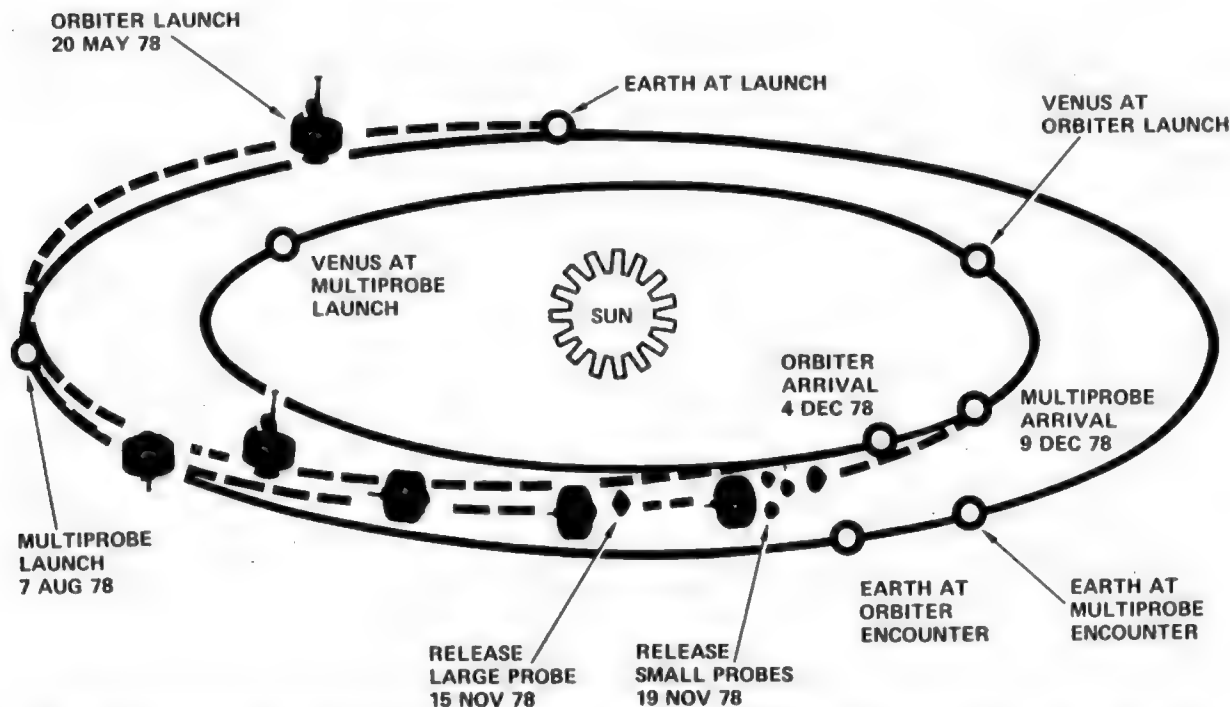 ORBITER LAUNCH
20 MAY 78
EARTH AT LAUNCH
VENUS AT
ORBITER LAUNCH
VENUS AT
MULTIPROBE
LAUNCH
SUN
ORBITER
ARRIVAL
4 DEC 78
MULTIPROBE
ARRIVAL
9 DEC 78
MULTIPROBE
LAUNCH
7 AUG 78
RELEASE
LARGE PROBE
15 NOV 78
RELEASE
SMALL PROBES
19 NOV 78
EARTH AT
ORBITER
ENCOUNTER
EARTH AT
MULTIPROBE
ENCOUNTER